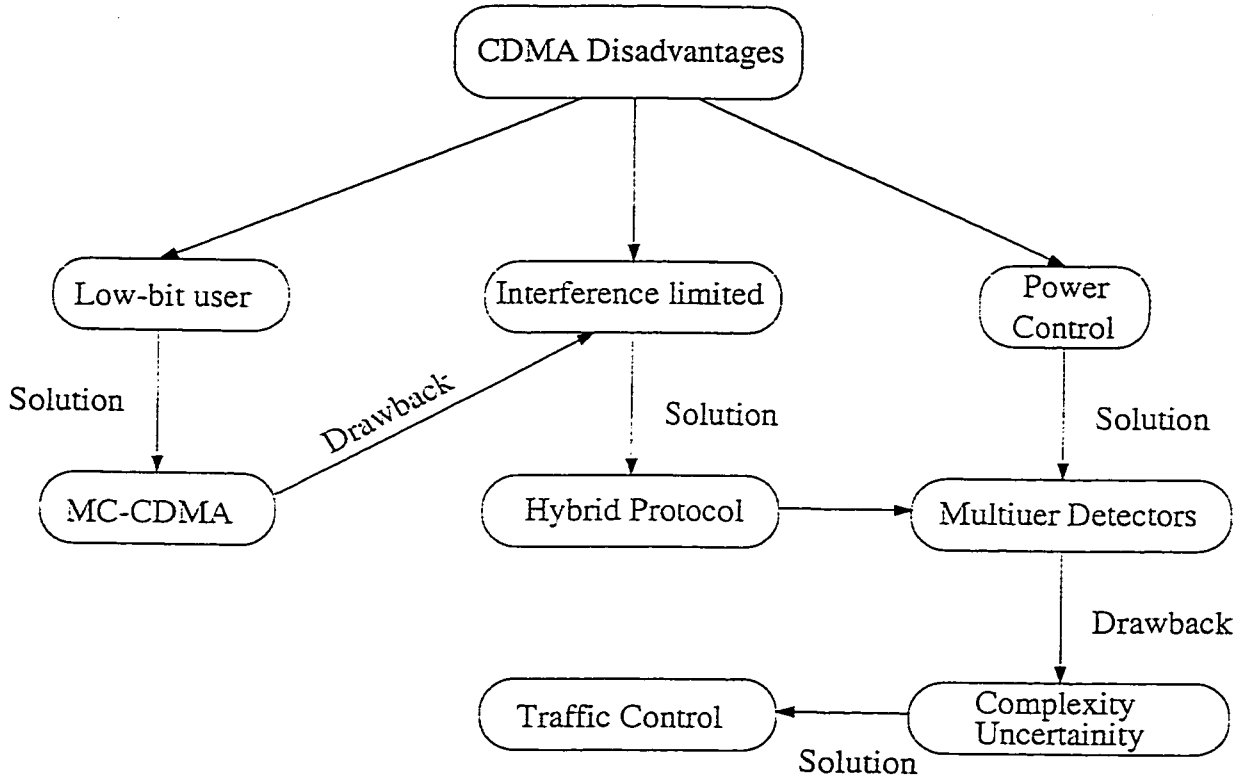 CDMA Disadvantages
Low-bit user
Interference limited
Power
Control
Solution
Drawback
Solution
Solution
MC-CDMA
Hybrid Protocol
Multiuer Detectors
Drawback
Traffic Control
Complexity
Uncertainity
Solution